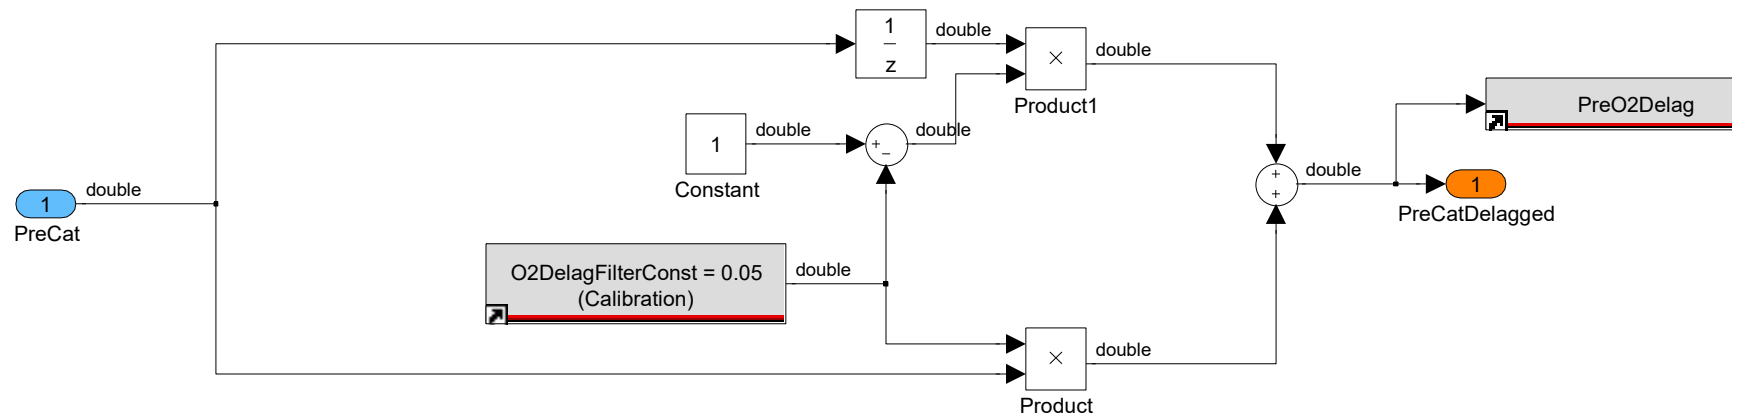 1
z
double
double
×
Product1
PreO2Delag
1
double
+
−
double
Constant
1
double
PreCat
+
+
double
1
PreCatDelagged
O2DelagFilterConst = 0.05
(Calibration)
double
×
double
Product